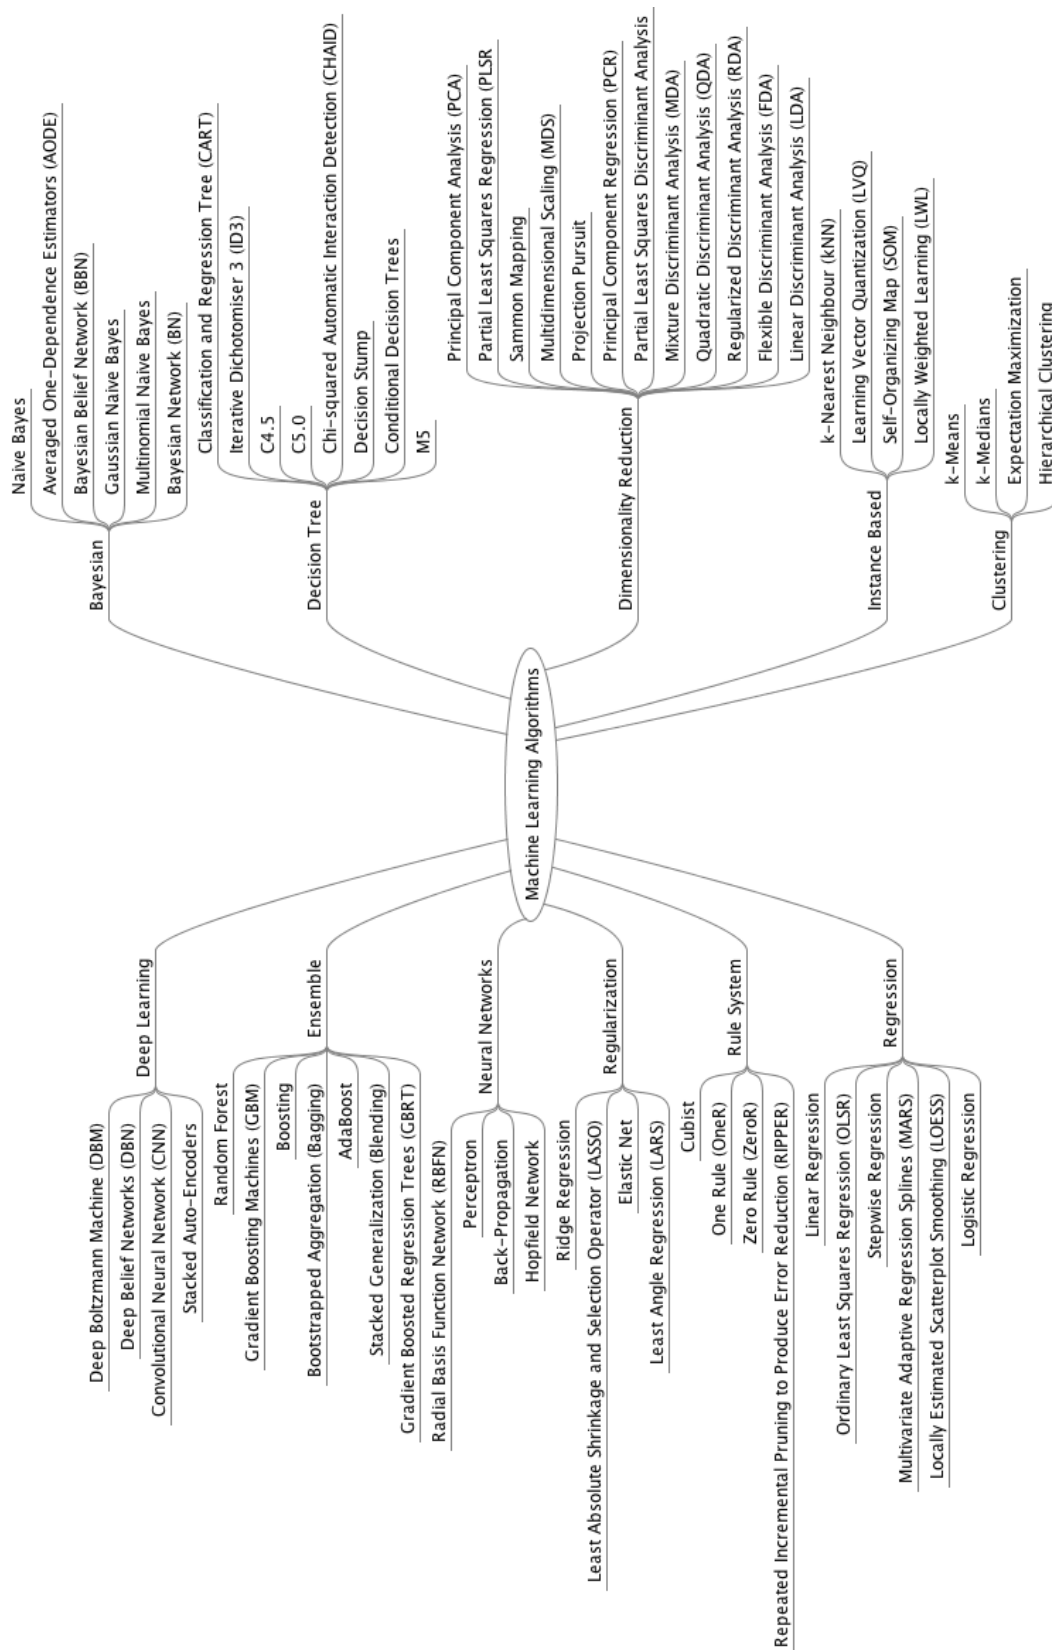 Machine Learning Algorithms
Deep Learning
Deep Boltzmann Machine (DBM)
Deep Belief Networks (DBN)
Convolutional Neural Network (CNN)
Stacked Auto-Encoders
Ensemble
Random Forest
Gradient Boosting Machines (GBM)
Boosting
Bootstrapped Aggregation (Bagging)
AdaBoost
Stacked Generalization (Blending)
Gradient Boosted Regression Trees (GBRT)
Neural Networks
Radial Basis Function Network (RBFN)
Perceptron
Back-Propagation
Hopfield Network
Regularization
Ridge Regression
Least Absolute Shrinkage and Selection Operator (LASSO)
Elastic Net
Least Angle Regression (LARS)
Rule System
Cubist
One Rule (OneR)
Zero Rule (ZeroR)
Repeated Incremental Pruning to Produce Error Reduction (RIPPER)
Regression
Linear Regression
Ordinary Least Squares Regression (OLSR)
Stepwise Regression
Multivariate Adaptive Regression Splines (MARS)
Locally Estimated Scatterplot Smoothing (LOESS)
Logistic Regression
Bayesian
Naive Bayes
Averaged One-Dependence Estimators (AODE)
Bayesian Belief Network (BBN)
Gaussian Naive Bayes
Multinomial Naive Bayes
Bayesian Network (BN)
Decision Tree
Classification and Regression Tree (CART)
Iterative Dichotomiser 3 (ID3)
C4.5
C5.0
Chi-squared Automatic Interaction Detection (CHAID)
Decision Stump
Conditional Decision Trees
M5
Dimensionality Reduction
Principal Component Analysis (PCA)
Partial Least Squares Regression (PLSR
Sammon Mapping
Multidimensional Scaling (MDS)
Projection Pursuit
Principal Component Regression (PCR)
Partial Least Squares Discriminant Analysis
Mixture Discriminant Analysis (MDA)
Quadratic Discriminant Analysis (QDA)
Regularized Discriminant Analysis (RDA)
Flexible Discriminant Analysis (FDA)
Linear Discriminant Analysis (LDA)
Instance Based
k-Nearest Neighbour (kNN)
Learning Vector Quantization (LVQ)
Self-Organizing Map (SOM)
Locally Weighted Learning (LWL)
Clustering
k-Means
k-Medians
Expectation Maximization
Hierarchical Clustering